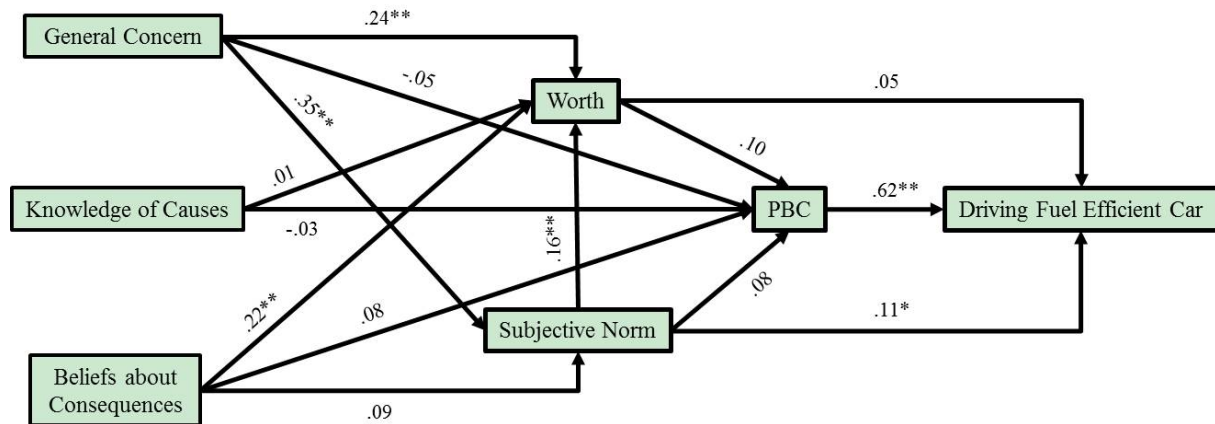 .24**
General Concern
-.05
Worth
.05
.35**
.10
.01
Knowledge of Causes
-.03
PBC
.62**
Driving Fuel Efficient Car
.16**
.22**
.08
.08
Subjective Norm
.11*
Beliefs about
Consequences
.09